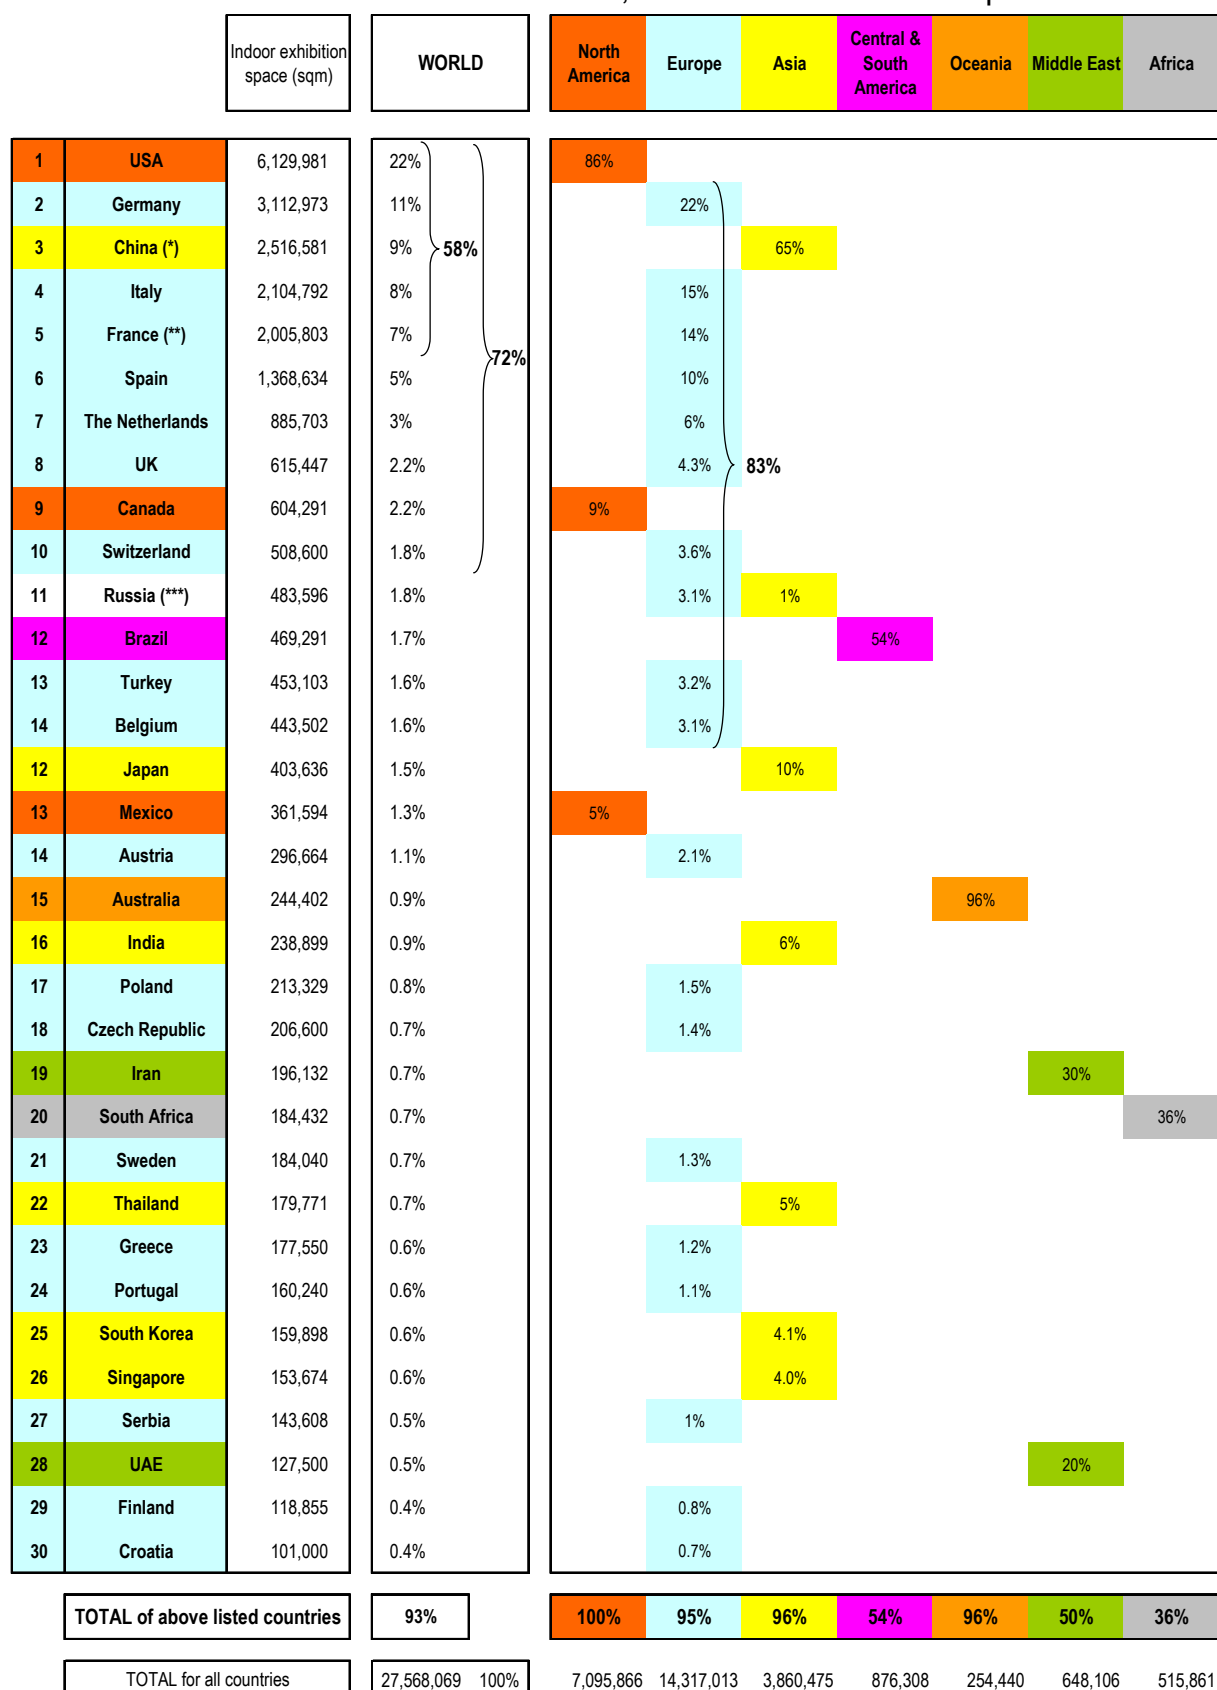 Indoor exhibition space (sqm) WORLD North America Europe Asia Central & South America Oceania Middle East Africa
1 USA 6,129,981 22% 86%
2 Germany 3,112,973 11% 22%
3 China (*) 2,516,581 9% 58% 65%
4 Italy 2,104,792 8% 15%
5 France (**) 2,005,803 7% 14%
72%
6 Spain 1,368,634 5% 10%
7 The Netherlands 885,703 3% 6%
8 UK 615,447 2.2% 4.3% 83%
9 Canada 604,291 2.2% 9%
10 Switzerland 508,600 1.8% 3.6%
11 Russia (***) 483,596 1.8% 3.1% 1%
12 Brazil 469,291 1.7% 54%
13 Turkey 453,103 1.6% 3.2%
14 Belgium 443,502 1.6% 3.1%
12 Japan 403,636 1.5% 10%
13 Mexico 361,594 1.3% 5%
14 Austria 296,664 1.1% 2.1%
15 Australia 244,402 0.9% 96%
16 India 238,899 0.9% 6%
17 Poland 213,329 0.8% 1.5%
18 Czech Republic 206,600 0.7% 1.4%
19 Iran 196,132 0.7% 30%
20 South Africa 184,432 0.7% 36%
21 Sweden 184,040 0.7% 1.3%
22 Thailand 179,771 0.7% 5%
23 Greece 177,550 0.6% 1.2%
24 Portugal 160,240 0.6% 1.1%
25 South Korea 159,898 0.6% 4.1%
26 Singapore 153,674 0.6% 4.0%
27 Serbia 143,608 0.5% 1%
28 UAE 127,500 0.5% 20%
29 Finland 118,855 0.4% 0.8%
30 Croatia 101,000 0.4% 0.7%
TOTAL of above listed countries 93% 100% 95% 96% 54% 96% 50% 36%
TOTAL for all countries 27,568,069 100% 7,095,866 14,317,013 3,860,475 876,308 254,440 648,106 515,861